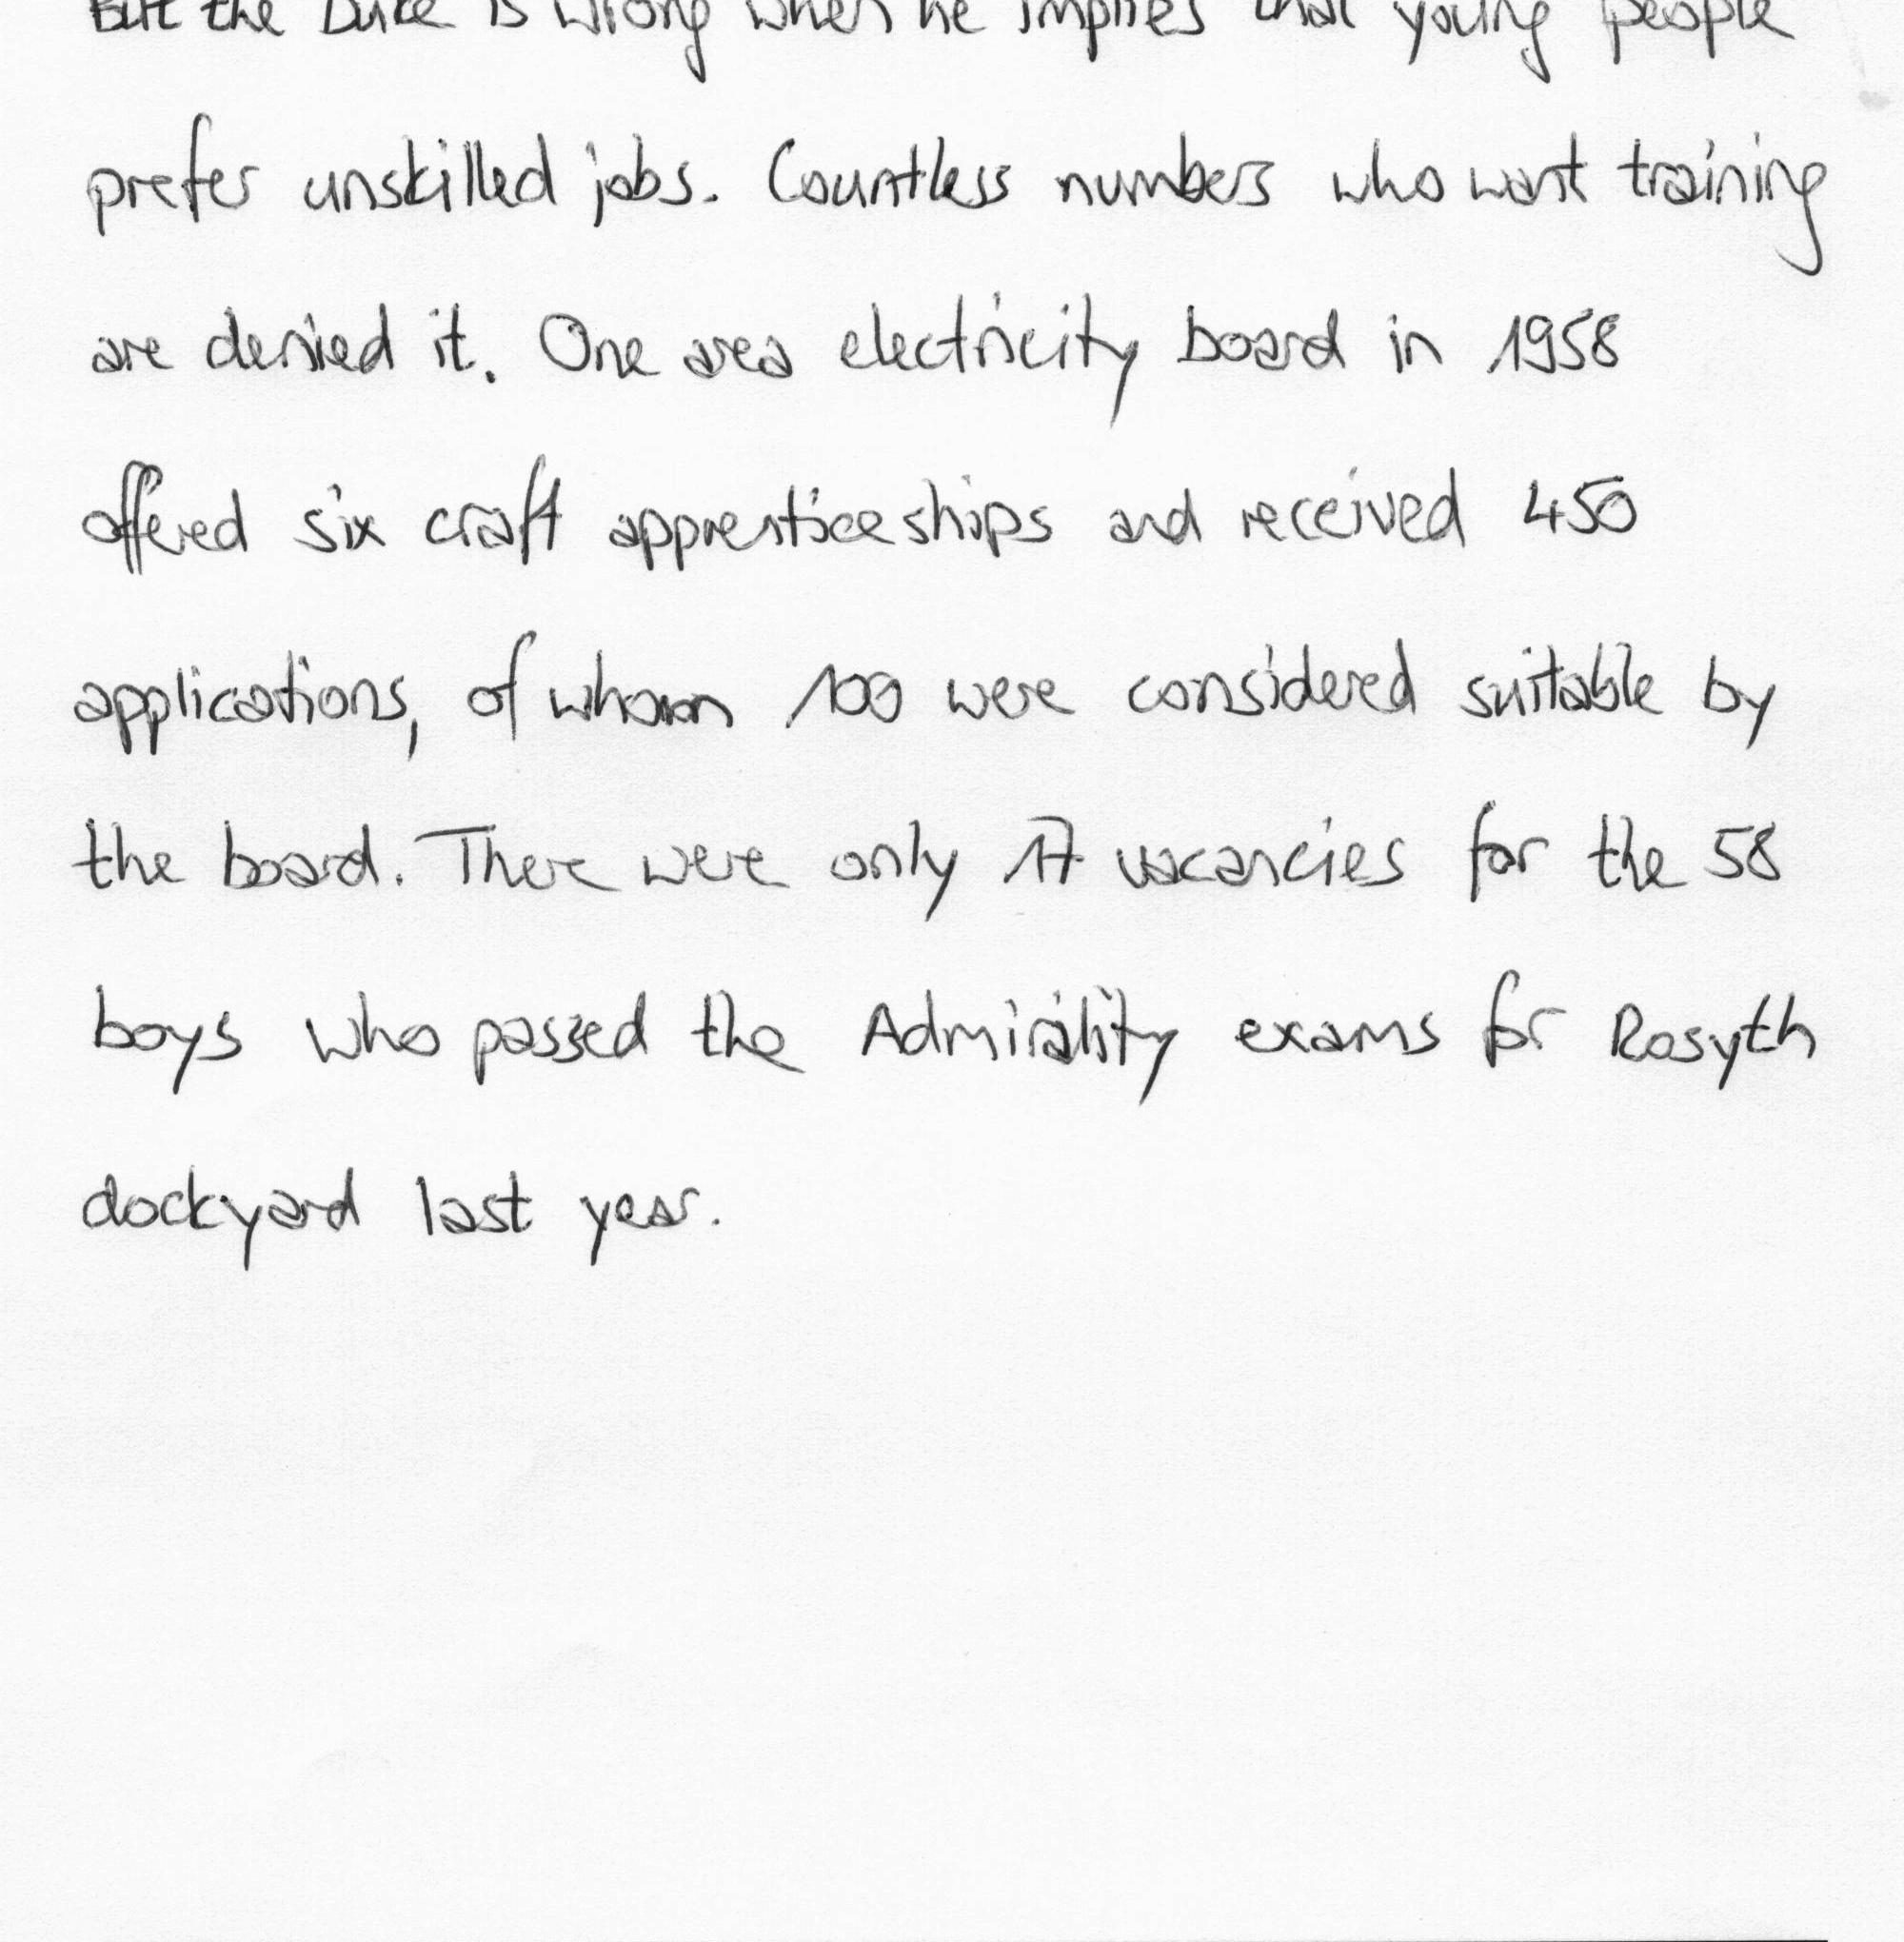 But the Duke is wrong when he implies that young people
prefer unskilled jobs. Countless numbers who want training
are denied it. One area electricity board in 1958
offered six craft apprenticeships and received 450
applications, of whom 100 were considered suitable by
the board. There were only 17 vacancies for the 58
boys who passed the Admirality exams for Rosyth
dockyard last year.